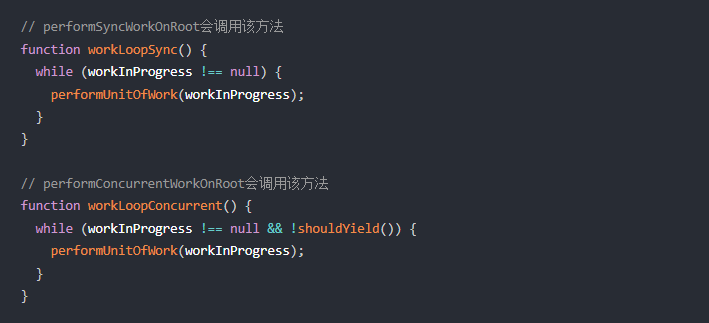 // performSyncWorkOnRoot会调用该方法
function workLoopSync() {
  while (workInProgress !== null) {
    performUnitOfWork(workInProgress);
  }
}

// performConcurrentWorkOnRoot会调用该方法
function workLoopConcurrent() {
  while (workInProgress !== null && !shouldYield()) {
    performUnitOfWork(workInProgress);
  }
}